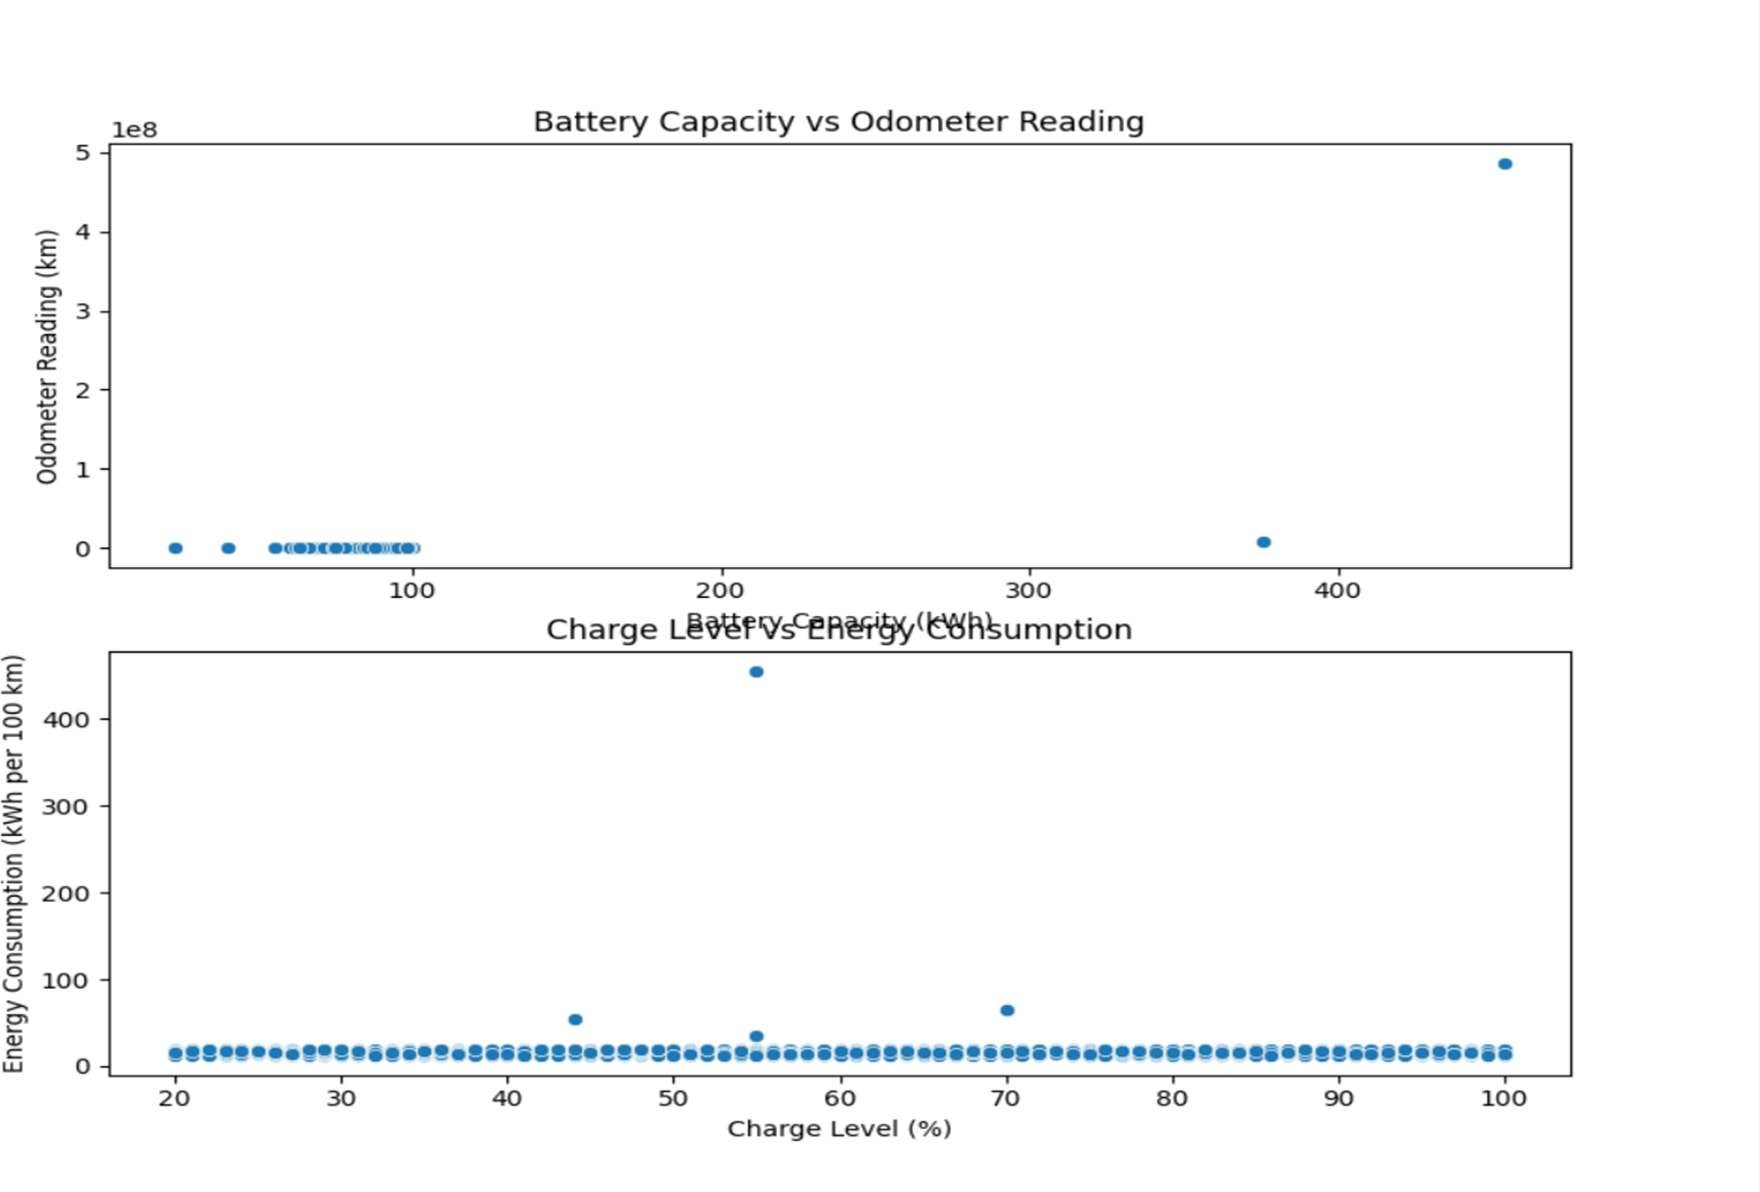 Battery Capacity vs Odometer Reading
1e8
5
4
3
2
1
0
Odometer Reading (km)
100 200 300 400
Battery Capacity (kWh)
Charge Level vs Energy Consumption
400
300
200
100
0
Energy Consumption (kWh per 100 km)
20 30 40 50 60 70 80 90 100
Charge Level (%)